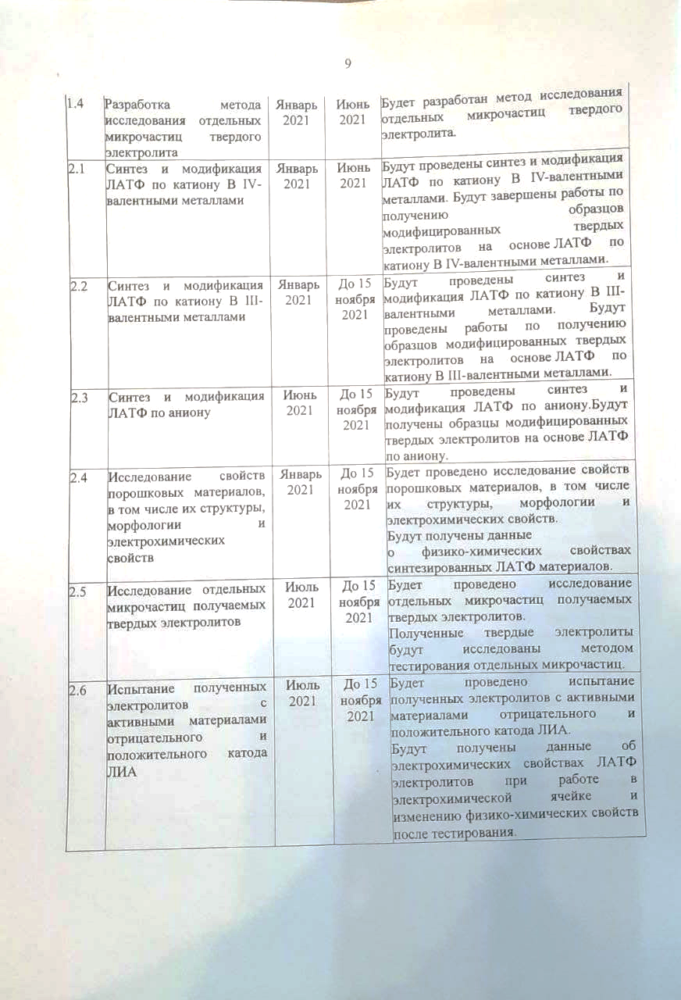 9
1.4
Разработка метода
исследования отдельных
микрочастиц твердого
электролита
Январь
2021
Июнь
2021
Будет разработан метод исследования
отдельных микрочастиц твердого
электролита.
2.1
Синтез и модификация
ЛАТФ по катиону В IV-
валентными металлами
Январь
2021
Июнь
2021
Будут проведены синтез и модификация
ЛАТФ по катиону В IV-валентными
металлами. Будут завершены работы по
получению образцов
модифицированных твердых
электролитов на основе ЛАТФ по
катиону В IV-валентными металлами.
2.2
Синтез и модификация
ЛАТФ по катиону В III-
валентными металлами
Январь
2021
До 15
ноября
2021
Будут проведены синтез и
модификация ЛАТФ по катиону В III-
валентными металлами. Будут
проведены работы по получению
образцов модифицированных твердых
электролитов на основе ЛАТФ по
катиону В III-валентными металлами.
2.3
Синтез и модификация
ЛАТФ по аниону
Июнь
2021
До 15
ноября
2021
Будут проведены синтез и
модификация ЛАТФ по аниону.Будут
получены образцы модифицированных
твердых электролитов на основе ЛАТФ
по аниону.
2.4
Исследование свойств
порошковых материалов,
в том числе их структуры,
морфологии и
электрохимических
свойств
Январь
2021
До 15
ноября
2021
Будет проведено исследование свойств
порошковых материалов, в том числе
их структуры, морфологии и
электрохимических свойств.
Будут получены данные
о физико-химических свойствах
синтезированных ЛАТФ материалов.
2.5
Исследование отдельных
микрочастиц получаемых
твердых электролитов
Июль
2021
До 15
ноября
2021
Будет проведено исследование
отдельных микрочастиц получаемых
твердых электролитов.
Полученные твердые электролиты
будут исследованы методом
тестирования отдельных микрочастиц.
2.6
Испытание полученных
электролитов с
активными материалами
отрицательного и
положительного катода
ЛИА
Июль
2021
До 15
ноября
2021
Будет проведено испытание
полученных электролитов с активными
материалами отрицательного и
положительного катода ЛИА.
Будут получены данные об
электрохимических свойствах ЛАТФ
электролитов при работе в
электрохимической ячейке и
изменению физико-химических свойств
после тестирования.